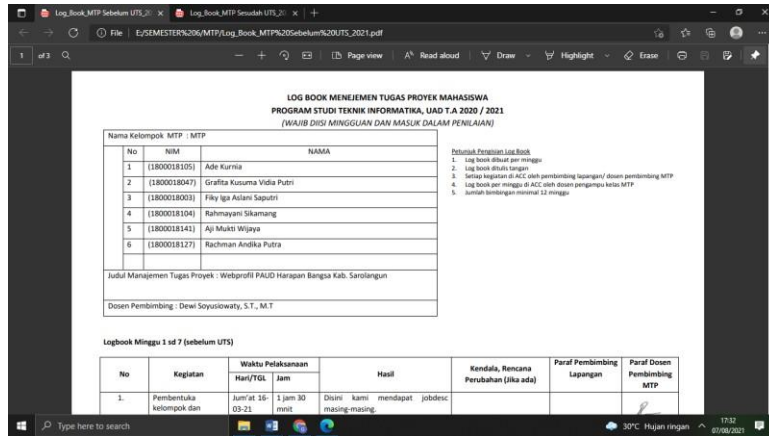 Log_Book_MTP Sebelum UTS_20
Log_Book_MTP Sesudah UTS_20
File
E:/SEMESTER%206/MTP/Log_Book_MTP%20Sebelum%20UTS_2021.pdf
1 of 3
Page view
Read aloud
Draw
Highlight
Erase
LOG BOOK MENEJEMEN TUGAS PROYEK MAHASISWA
PROGRAM STUDI TEKNIK INFORMATIKA, UAD T.A 2020 / 2021
(WAJIB DIISI MINGGUAN DAN MASUK DALAM PENILAIAN)
Nama Kelompok MTP : MTP
No NIM NAMA
1 (1800018105) Ade Kurnia
2 (1800018047) Grafita Kusuma Vidia Putri
3 (1800018003) Fiky Iga Aslani Saputri
4 (1800018104) Rahmayani Sikamang
5 (1800018141) Aji Mukti Wijaya
6 (1800018127) Rachman Andika Putra
Judul Manajemen Tugas Proyek : Webprofil PAUD Harapan Bangsa Kab. Sarolangun
Dosen Pembimbing : Dewi Soyusiowaty, S.T., M.T
Petunjuk Pengisian Log Book
1. Log book dibuat per minggu
2. Log book ditulis tangan
3. Setiap kegiatan di ACC oleh pembimbing lapangan/ dosen pembimbing MTP
4. Log book per minggu di ACC oleh dosen pengampu kelas MTP
5. Jumlah bimbingan minimal 12 minggu
Logbook Minggu 1 sd 7 (sebelum UTS)
No
Kegiatan
Waktu Pelaksanaan
Hari/TGL
Jam
Hasil
Kendala, Rencana
Perubahan (Jika ada)
Paraf Pembimbing
Lapangan
Paraf Dosen
Pembimbing
MTP
1.
Pembentuka
kelompok dan
Jum'at 16-
03-21
1 jam 30
mnit
Disini kami mendapat jobdesc
masing-masing.
Type here to search
30°C Hujan ringan
17:32
07/08/2021